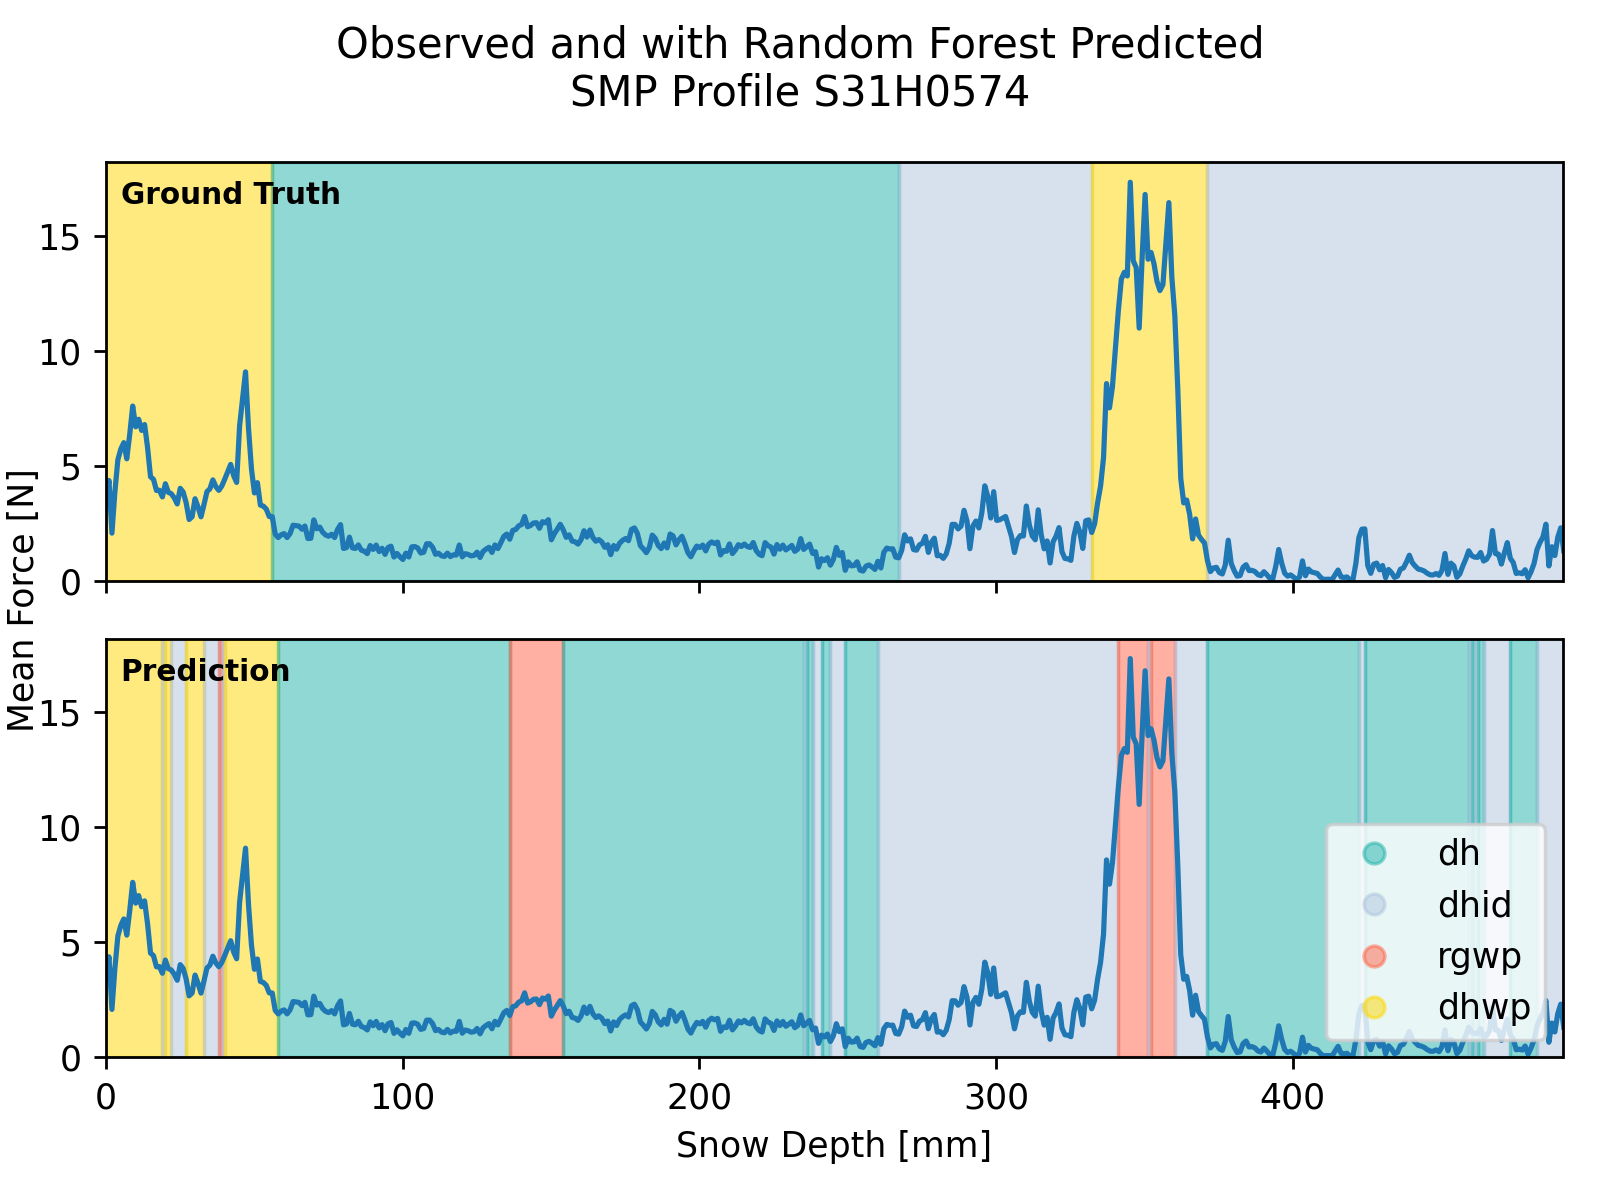 Observed and with Random Forest Predicted
SMP Profile S31H0574
Ground Truth
15
10
5
0
Mean Force [N]
Prediction
15
10
5
0
dh
dhid
rgwp
dhwp
0 100 200 300 400
Snow Depth [mm]